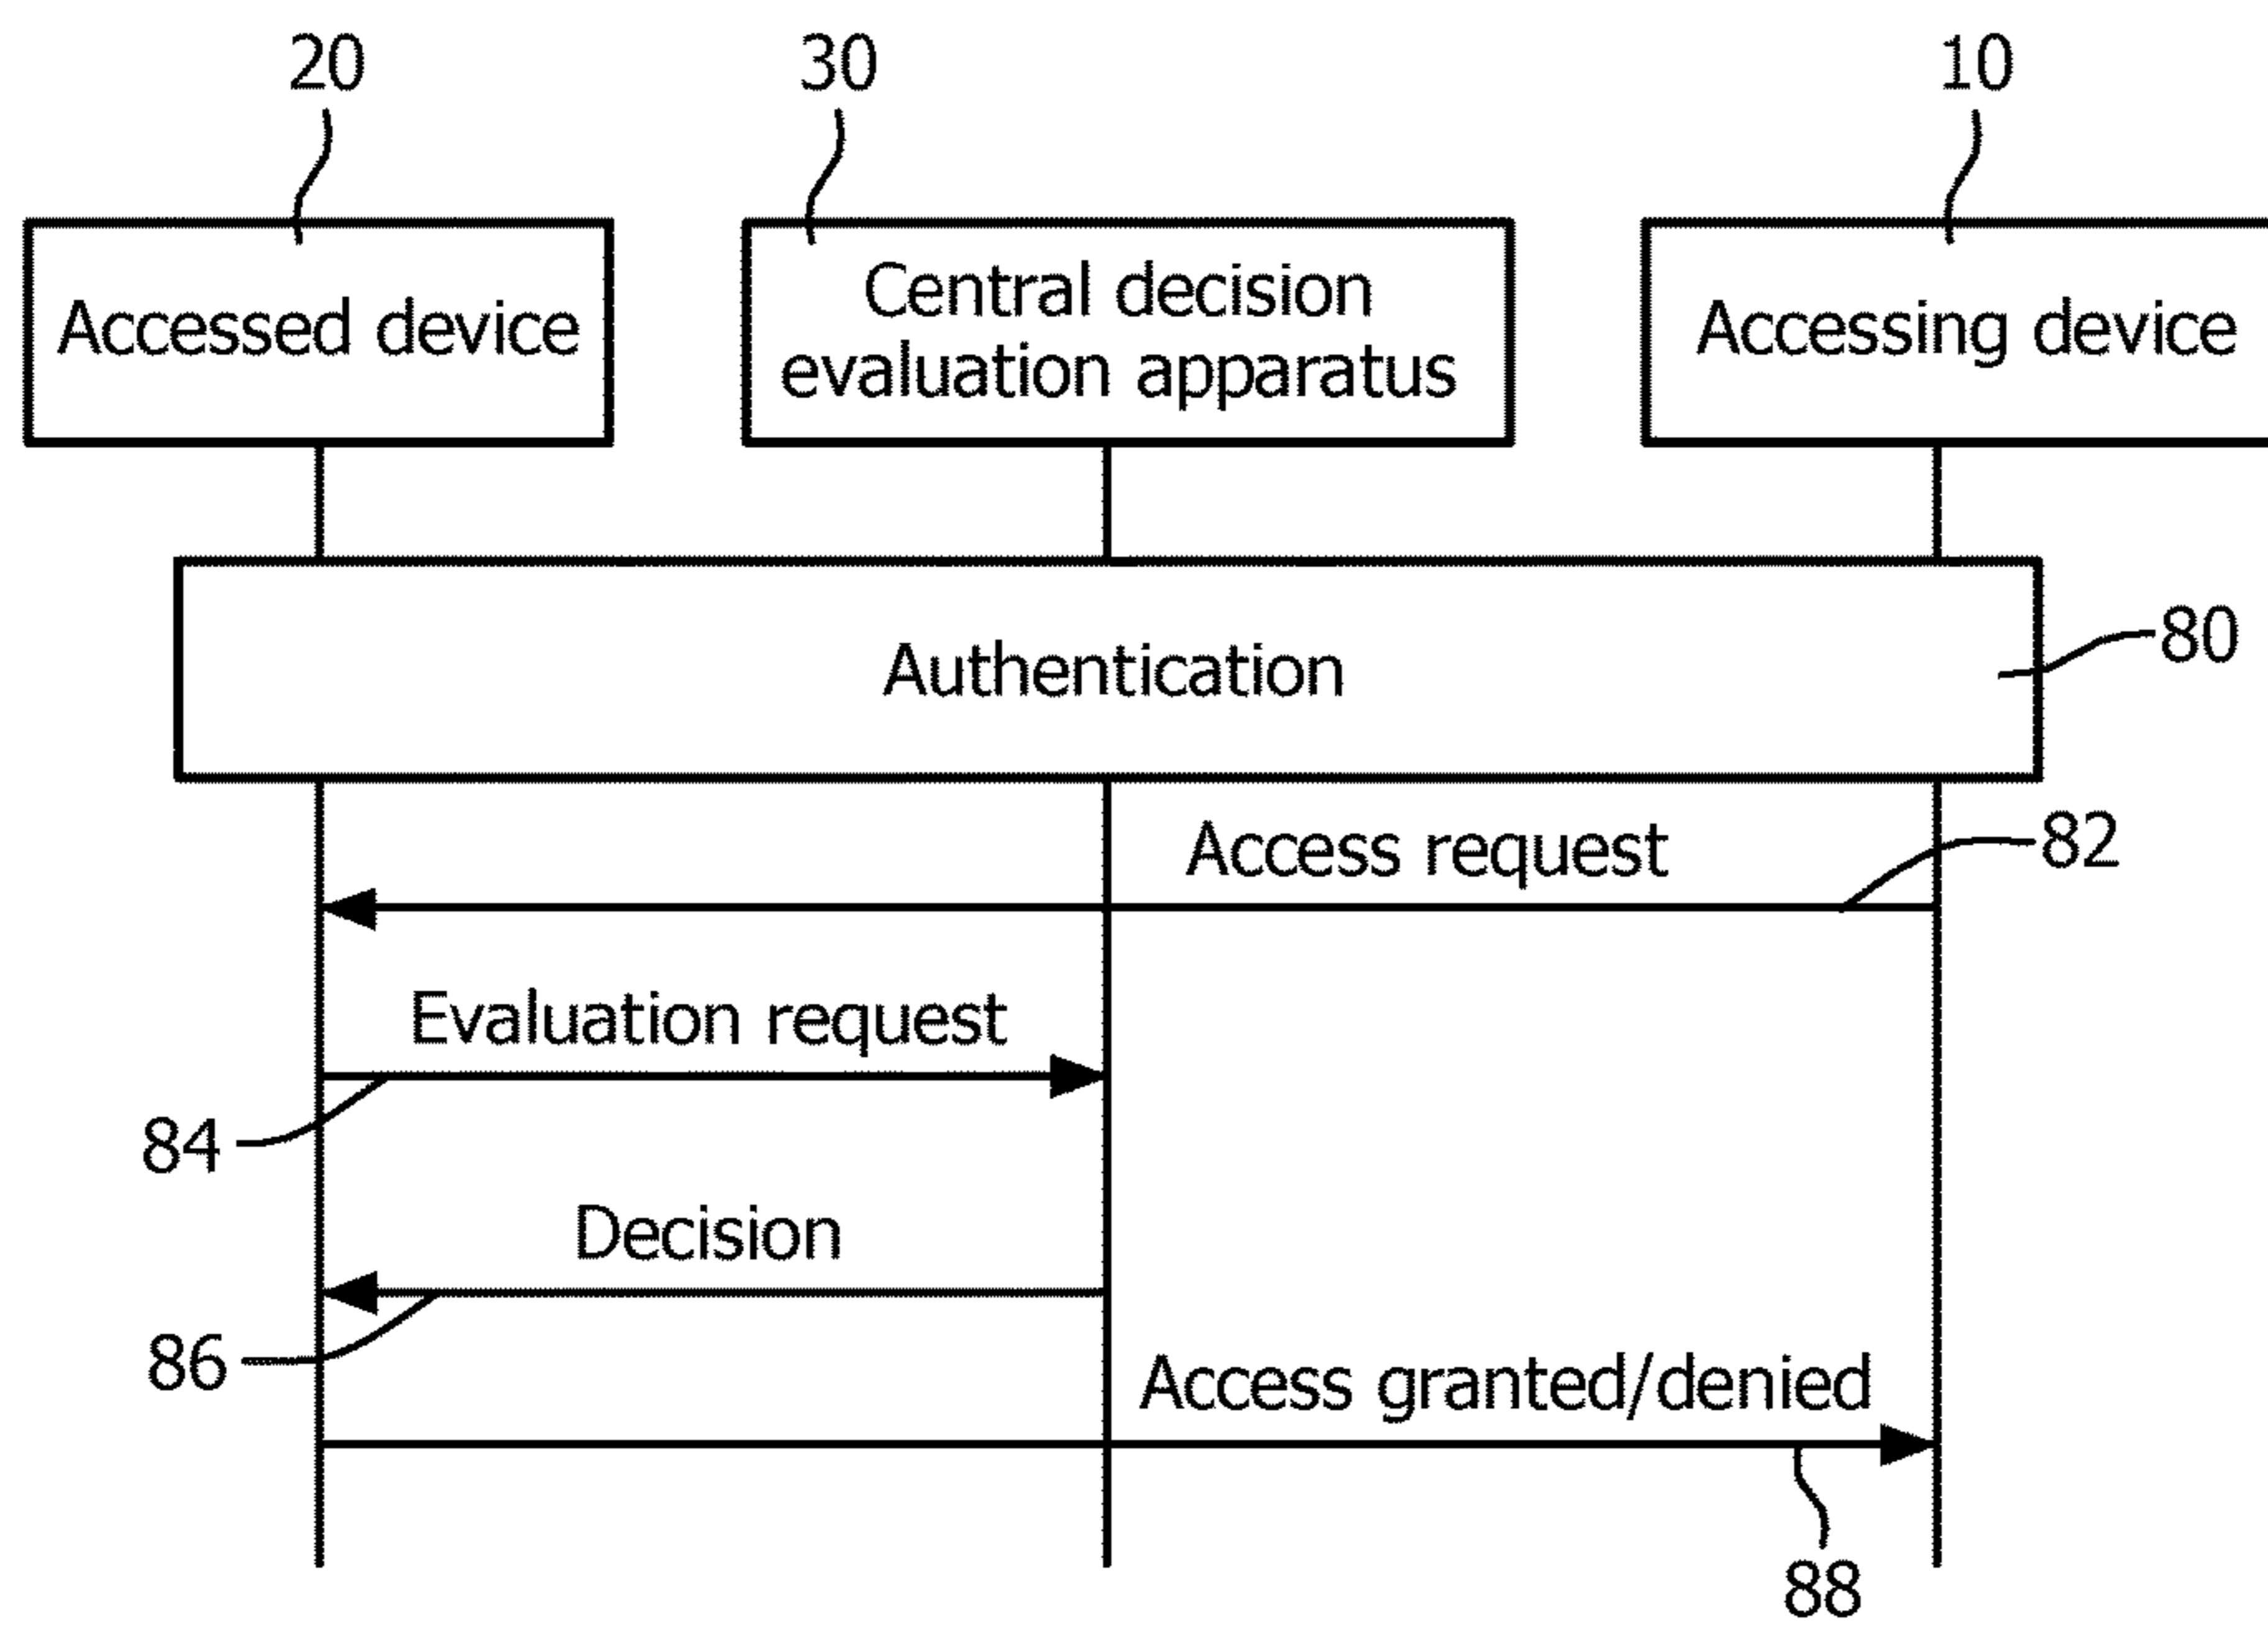 20
30
10
Accessed device
Central decision
evaluation apparatus
Accessing device
Authentication
80
Access request
82
Evaluation request
84
Decision
86
Access granted/denied
88